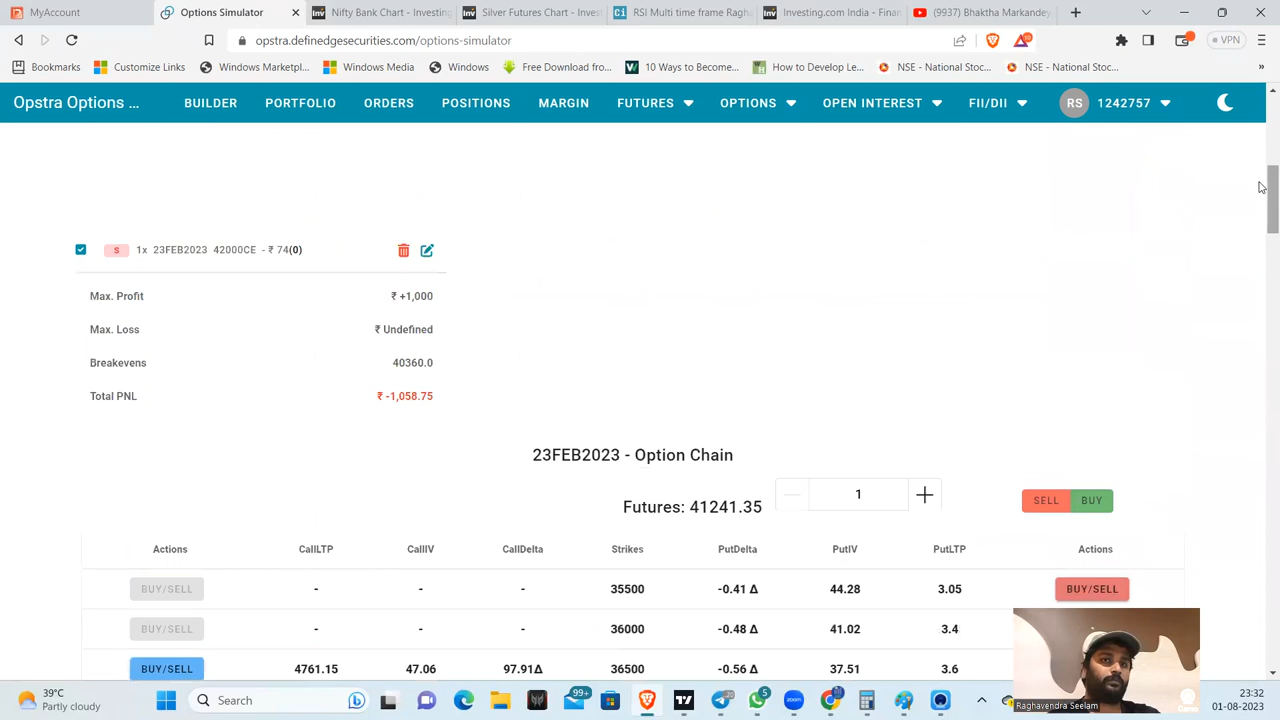 MyAccount
Options Simulator
Nifty Bank Chart - Investing
Silver Futures Chart - Invest
RSI Multi time frame Ragha
Investing.com India - Finan
(9937) Bhakti Markandey
opstra.definedgesecurities.com/options-simulator
VPN
Bookmarks
Customize Links
Windows Marketpl...
Windows Media
Windows
Free Download fro...
10 Ways to Become...
How to Develop Le...
NSE - National Stoc...
NSE - National Stoc...
»
Opstra Options ...
BUILDER
PORTFOLIO
ORDERS
POSITIONS
MARGIN
FUTURES
OPTIONS
OPEN INTEREST
FII/DII
RS
1242757
S 1x 23FEB2023 42000CE - ₹ 74(0)
Max. Profit ₹ +1,000
Max. Loss ₹ Undefined
Breakevens 40360.0
Total PNL ₹ -1,058.75
23FEB2023 - Option Chain
Futures: 41241.35
1
SELL BUY
Actions CallLTP CallIV CallDelta Strikes PutDelta PutIV PutLTP Actions
BUY/SELL - - - 35500 -0.41 Δ 44.28 3.05 BUY/SELL
BUY/SELL - - - 36000 -0.48 Δ 41.02 3.4
BUY/SELL 4761.15 47.06 97.91Δ 36500 -0.56 Δ 37.51 3.6
Raghavendra Seelam
39°C
Partly cloudy
Search
99+
5
zoom
23:32
01-08-2023